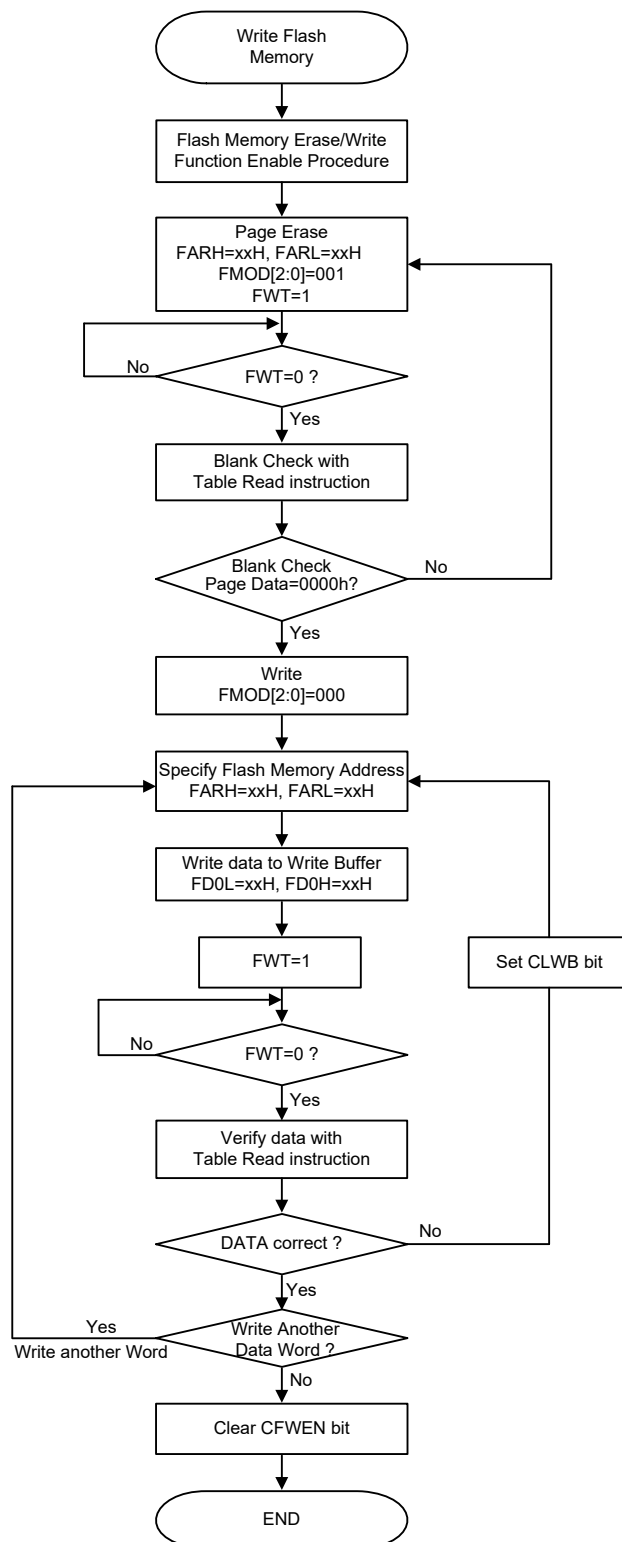 Write Flash
Memory
Flash Memory Erase/Write
Function Enable Procedure
Page Erase
FARH=xxH, FARL=xxH
FMOD[2:0]=001
FWT=1
No
FWT=0 ?
Yes
Blank Check with
Table Read instruction
Blank Check
Page Data=0000h?
No
Yes
Write
FMOD[2:0]=000
Specify Flash Memory Address
FARH=xxH, FARL=xxH
Write data to Write Buffer
FD0L=xxH, FD0H=xxH
FWT=1
Set CLWB bit
No
FWT=0 ?
Yes
Verify data with
Table Read instruction
DATA correct ?
No
Yes
Yes
Write another Word
Write Another
Data Word ?
No
Clear CFWEN bit
END